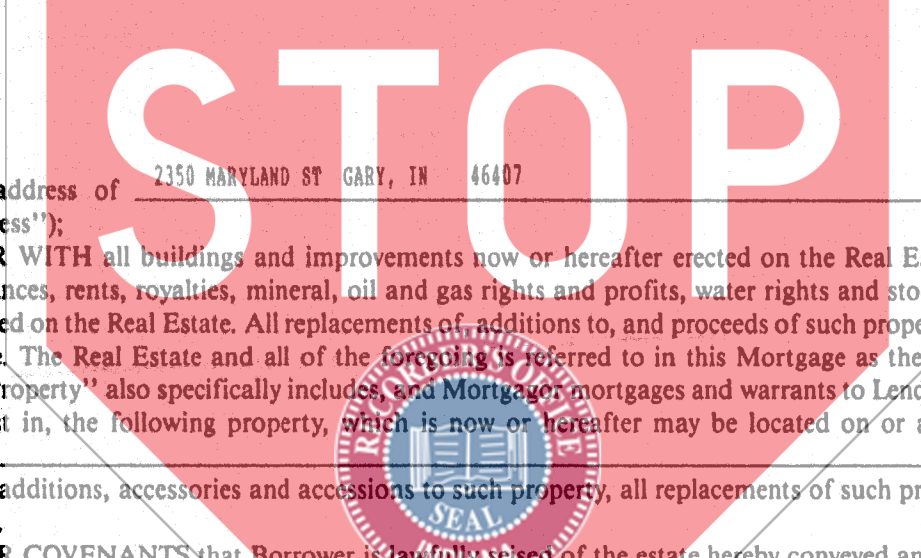 STOP
address of 2350 MARYLAND ST GARY, IN 46407
ess'');
R WITH all buildings and improvements now or hereafter erected on the Real E
nces, rents, royalties, mineral, oil and gas rights and profits, water rights and sto
ed on the Real Estate. All replacements of, additions to, and proceeds of such prope
. The Real Estate and all of the foregoing is referred to in this Mortgage as the
roperty'' also specifically includes, and Mortgagor mortgages and warrants to Lend
t in, the following property, which is now or hereafter may be located on or a
additions, accessories and accessions to such property, all replacements of such pr
R COVENANTS that Borrower is lawfully seised of the estate hereby conveyed an
RECORDER'S OFFICE
SEAL